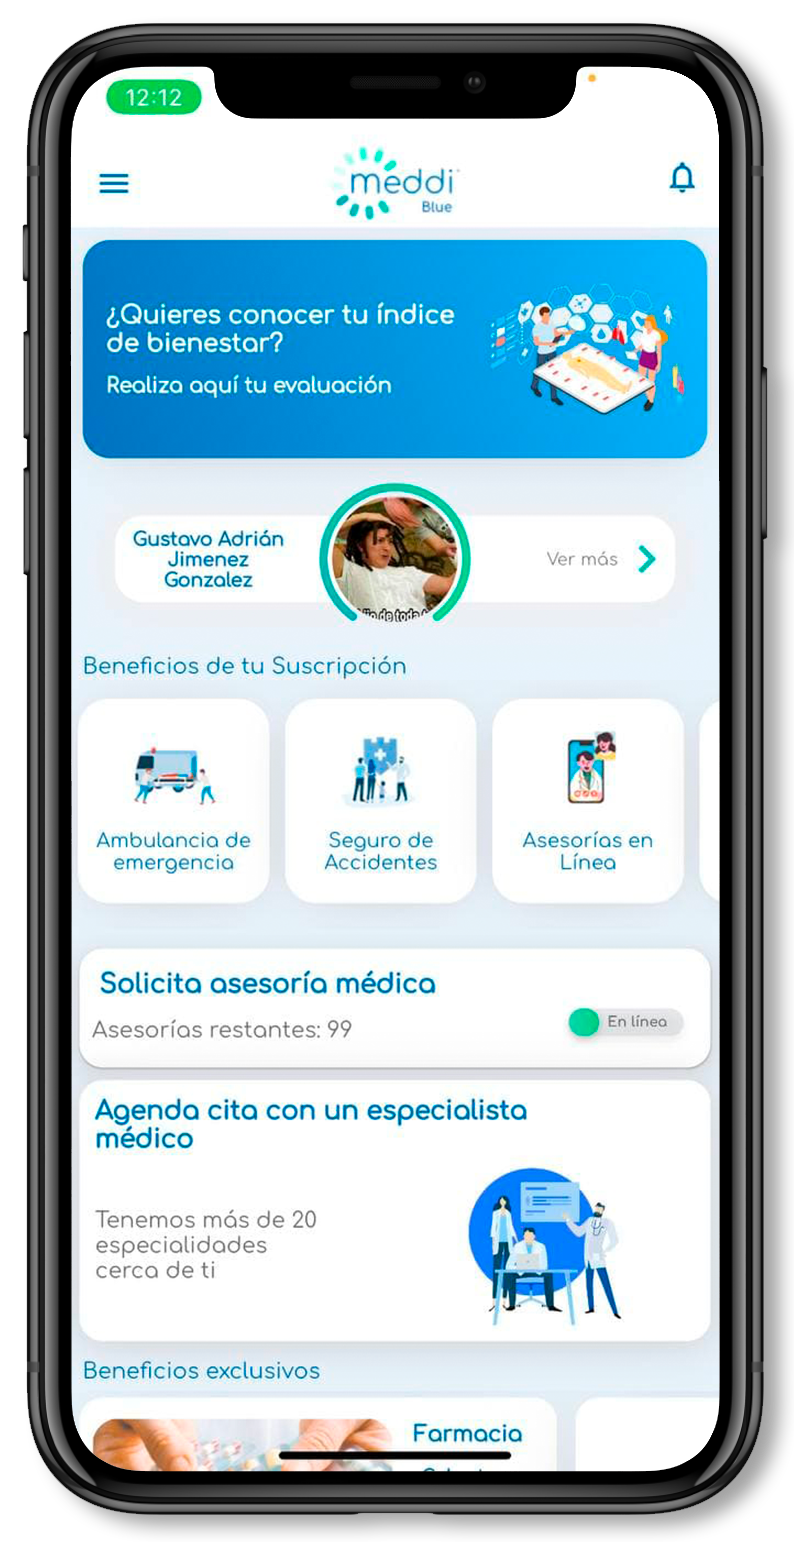 12:12
meddi
Blue
¿Quieres conocer tu índice
de bienestar?
Realiza aquí tu evaluación
Gustavo Adrián
Jimenez
Gonzalez
Ver más
de toda
Beneficios de tu Suscripción
Ambulancia de
emergencia
Seguro de
Accidentes
Asesorías en
Línea
Solicita asesoría médica
Asesorías restantes: 99
En línea
Agenda cita con un especialista
médico
Tenemos más de 20
especialidades
cerca de ti
Beneficios exclusivos
Farmacia